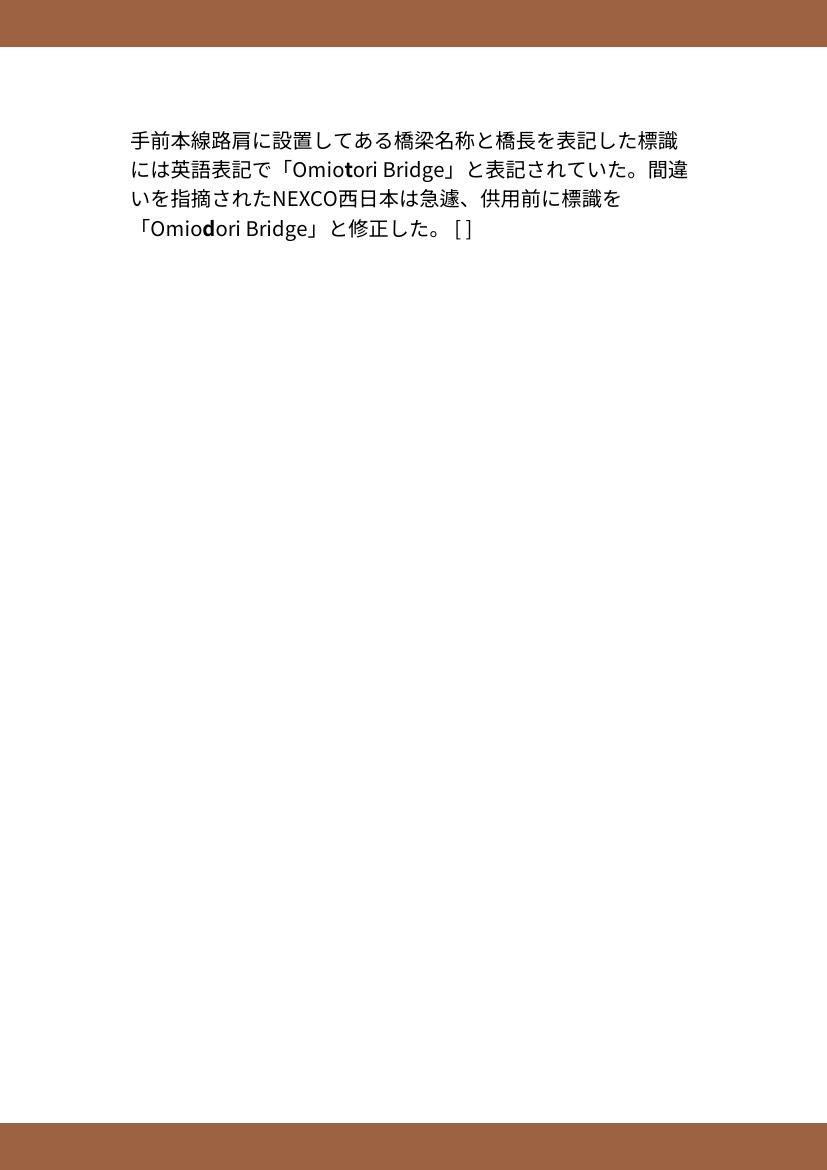 手前本線路肩に設置してある橋梁名称と橋長を表記した標識
には英語表記で「Omiotori Bridge」と表記されていた。間違
いを指摘されたNEXCO西日本は急遽、供用前に標識を
「Omiodori Bridge」と修正した。 [ ]